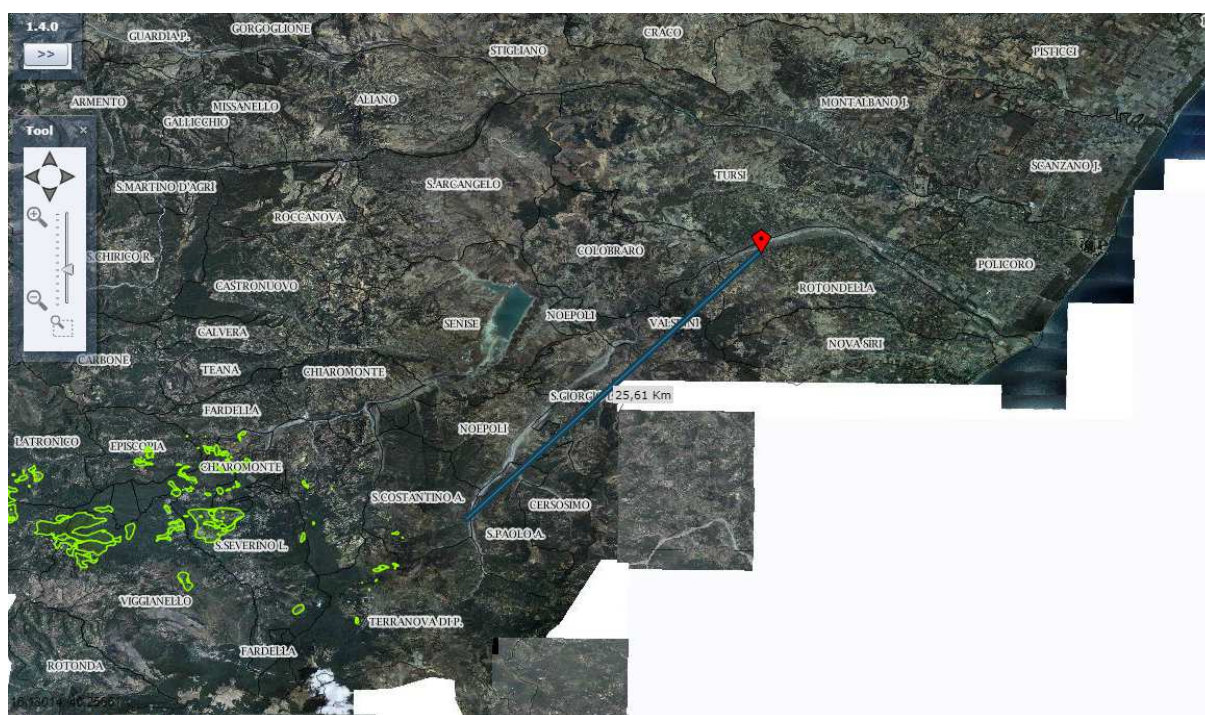 1.4.0
>>
GUARDIA P.
GORGOGLIONE
CRACO
STIGLIANO
PISTICCI
ARMENTO
MISSANELLO
ALIANO
GALLICCHIO
MONTALBANO J.
Tool ×
SCANZANO J.
S.MARTINO D'AGRI
S.ARCANGELO
TURSI
ROCCANOVA
S.CHIRICO R.
COLOBRARO
POLICORO
CASTRONUOVO
ROTONDELLA
NOEPOLI
VALSINNI
SENISE
CALVERA
NOVA SIRI
CARBONE
TEANA
CHIAROMONTE
25,61 Km
S.GIORGIO L.
FARDELLA
NOEPOLI
LATRONICO
EPISCOPIA
CHIAROMONTE
S.COSTANTINO A.
CERSOSIMO
S.PAOLO A.
S.SEVERINO L.
VIGGIANELLO
TERRANOVA DI P.
FARDELLA
ROTONDA